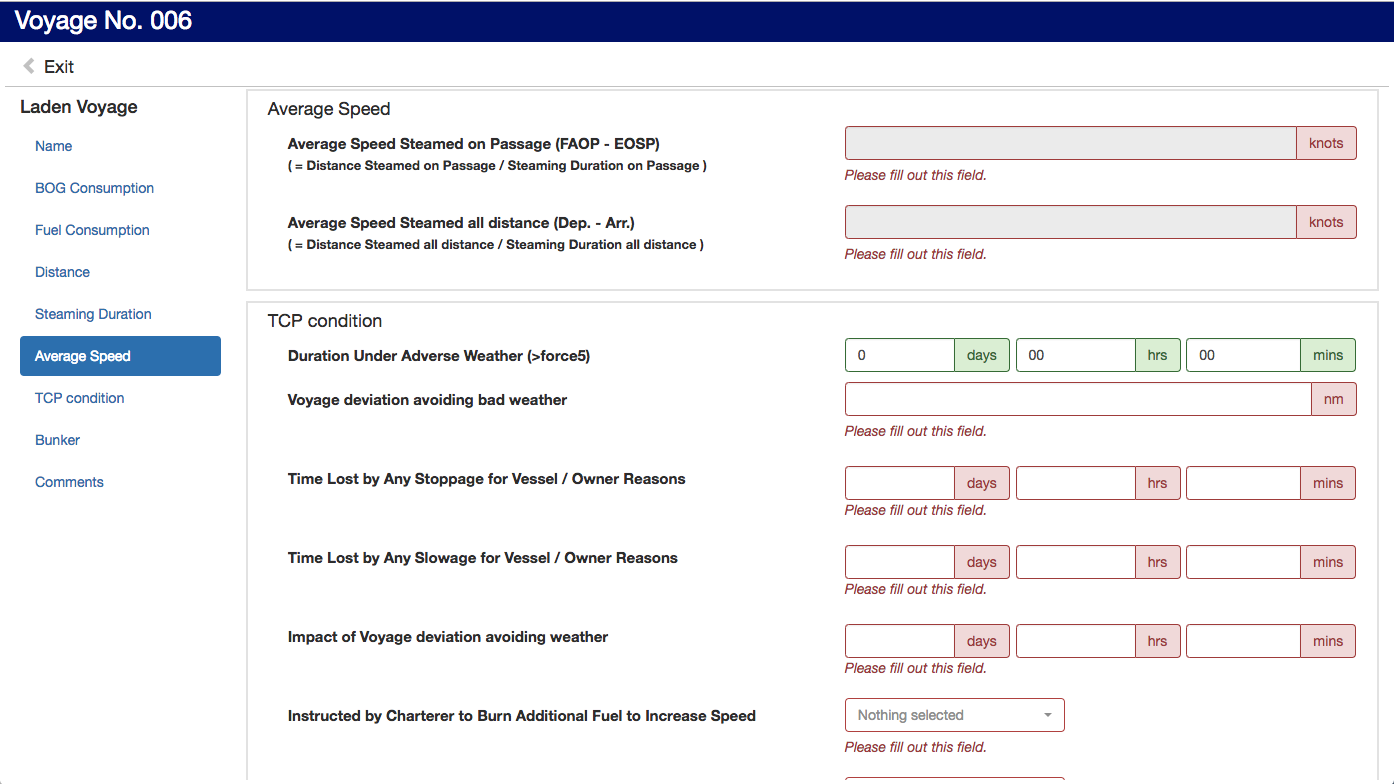 Voyage No. 006
Exit
Laden Voyage
Name
BOG Consumption
Fuel Consumption
Distance
Steaming Duration
Average Speed
TCP condition
Bunker
Comments
Average Speed
Average Speed Steamed on Passage (FAOP - EOSP) knots
( = Distance Steamed on Passage / Steaming Duration on Passage )
Please fill out this field.
Average Speed Steamed all distance (Dep. - Arr.) knots
( = Distance Steamed all distance / Steaming Duration all distance )
Please fill out this field.
TCP condition
Duration Under Adverse Weather (>force5) 0 days 00 hrs 00 mins
Voyage deviation avoiding bad weather nm
Please fill out this field.
Time Lost by Any Stoppage for Vessel / Owner Reasons days hrs mins
Please fill out this field.
Time Lost by Any Slowage for Vessel / Owner Reasons days hrs mins
Please fill out this field.
Impact of Voyage deviation avoiding weather days hrs mins
Please fill out this field.
Instructed by Charterer to Burn Additional Fuel to Increase Speed Nothing selected
Please fill out this field.